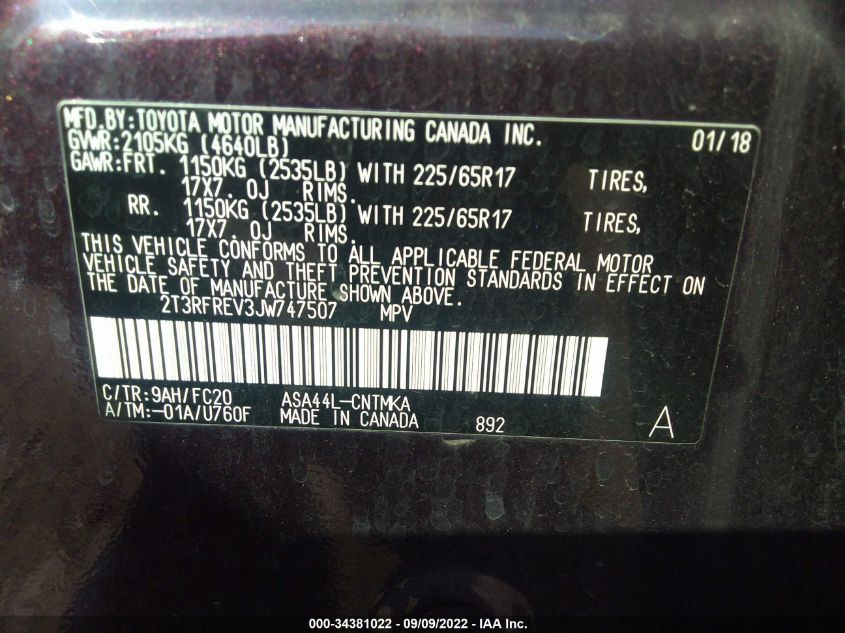 MFD.BY:TOYOTA MOTOR MANUFACTURING CANADA INC. 01/18
GVWR:2105KG (4640LB)
GAWR:FRT. 1150KG (2535LB) WITH 225/65R17 TIRES,
17X7. 0J RIMS.
RR. 1150KG (2535LB) WITH 225/65R17 TIRES,
17X7. 0J RIMS.
THIS VEHICLE CONFORMS TO ALL APPLICABLE FEDERAL MOTOR
VEHICLE SAFETY AND THEFT PREVENTION STANDARDS IN EFFECT ON
THE DATE OF MANUFACTURE SHOWN ABOVE.
2T3RFREV3JW747507 MPV
C/TR:9AH/FC20 ASA44L-CNTMKA
A/TM:-01A/U760F MADE IN CANADA 892 A
000-34381022 - 09/09/2022 - IAA Inc.